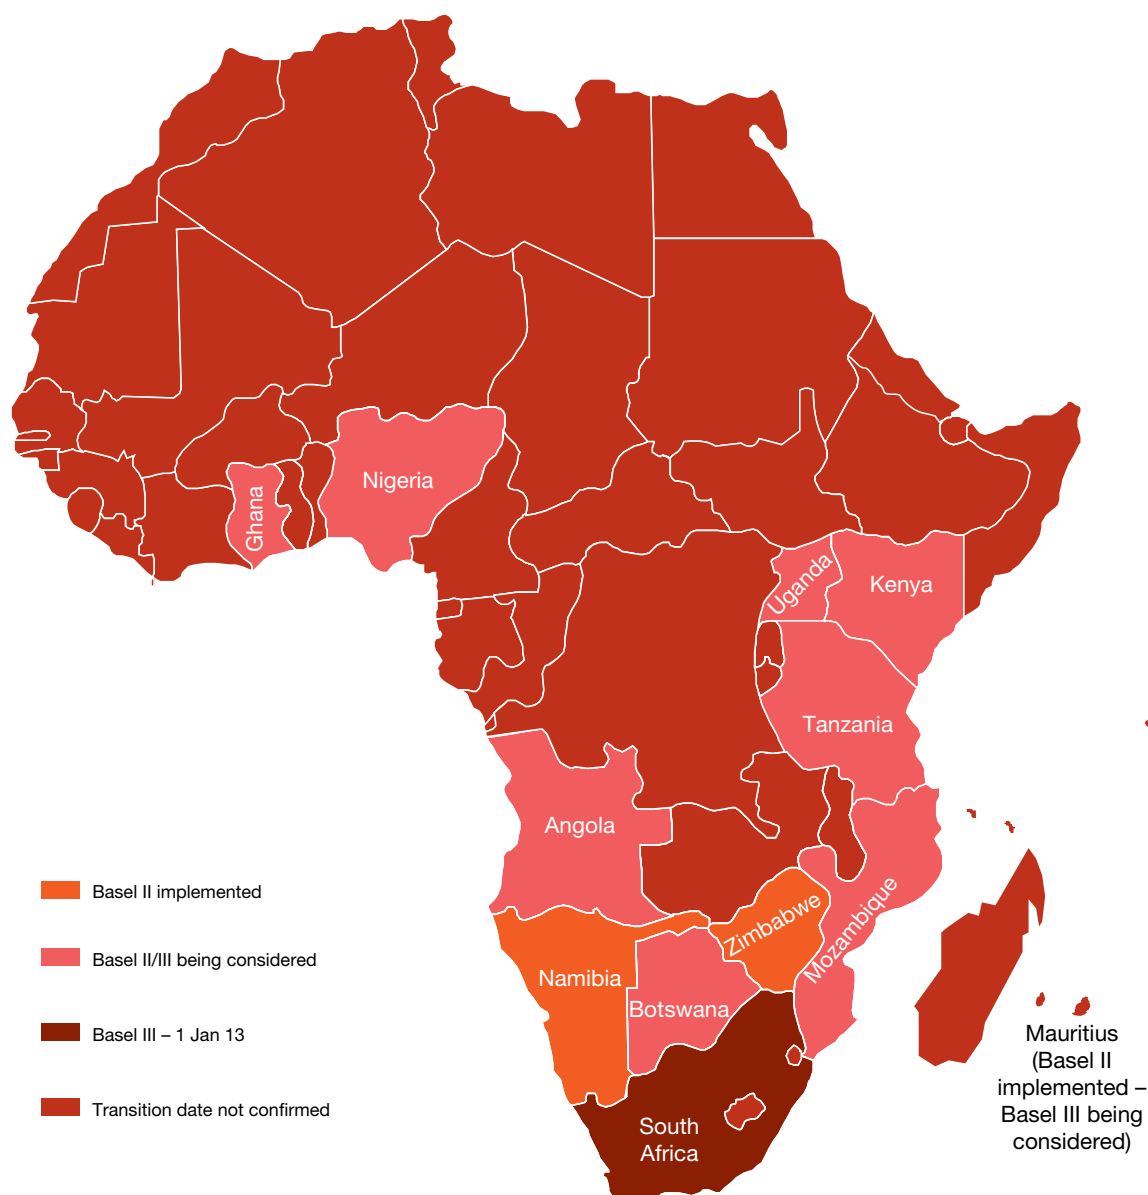 Nigeria
Ghana
Uganda
Kenya
Tanzania
Angola
Mozambique
Zimbabwe
Namibia
Botswana
South
Africa
Mauritius
(Basel II
implemented –
Basel III being
considered)
Basel II implemented
Basel II/III being considered
Basel III – 1 Jan 13
Transition date not confirmed